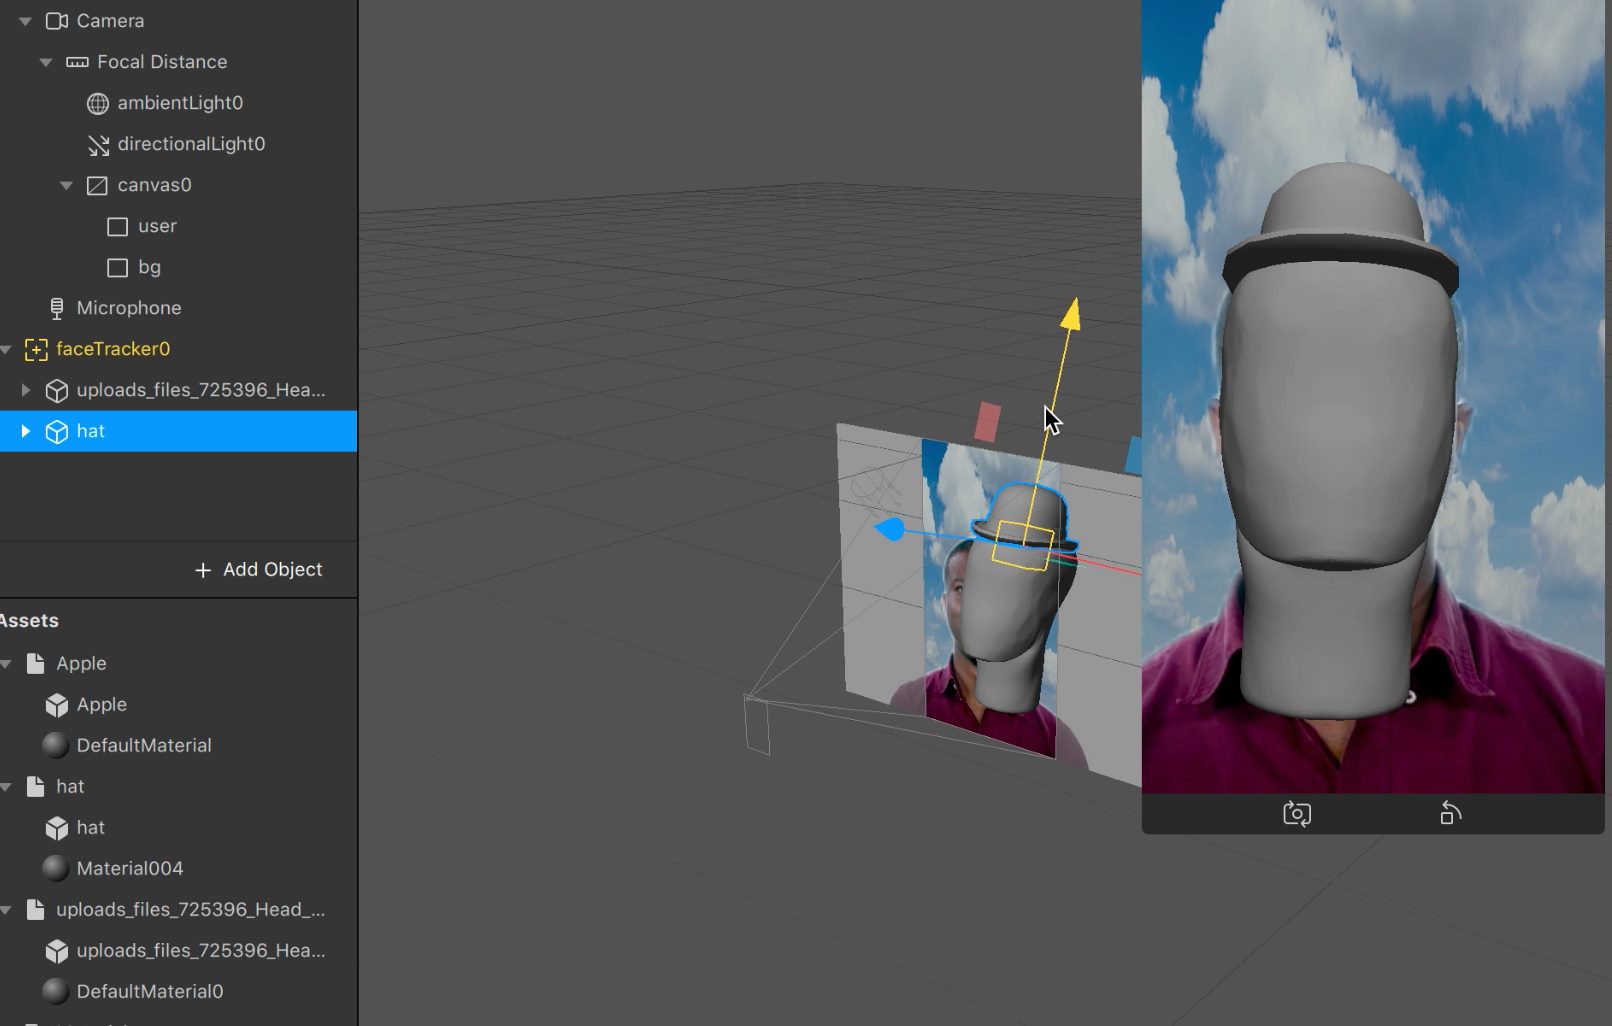 Camera
Focal Distance
ambientLight0
directionalLight0
canvas0
user
bg
Microphone
faceTracker0
uploads_files_725396_Hea...
hat
+ Add Object
Assets
Apple
Apple
DefaultMaterial
hat
hat
Material004
uploads_files_725396_Head_...
uploads_files_725396_Hea...
DefaultMaterial0